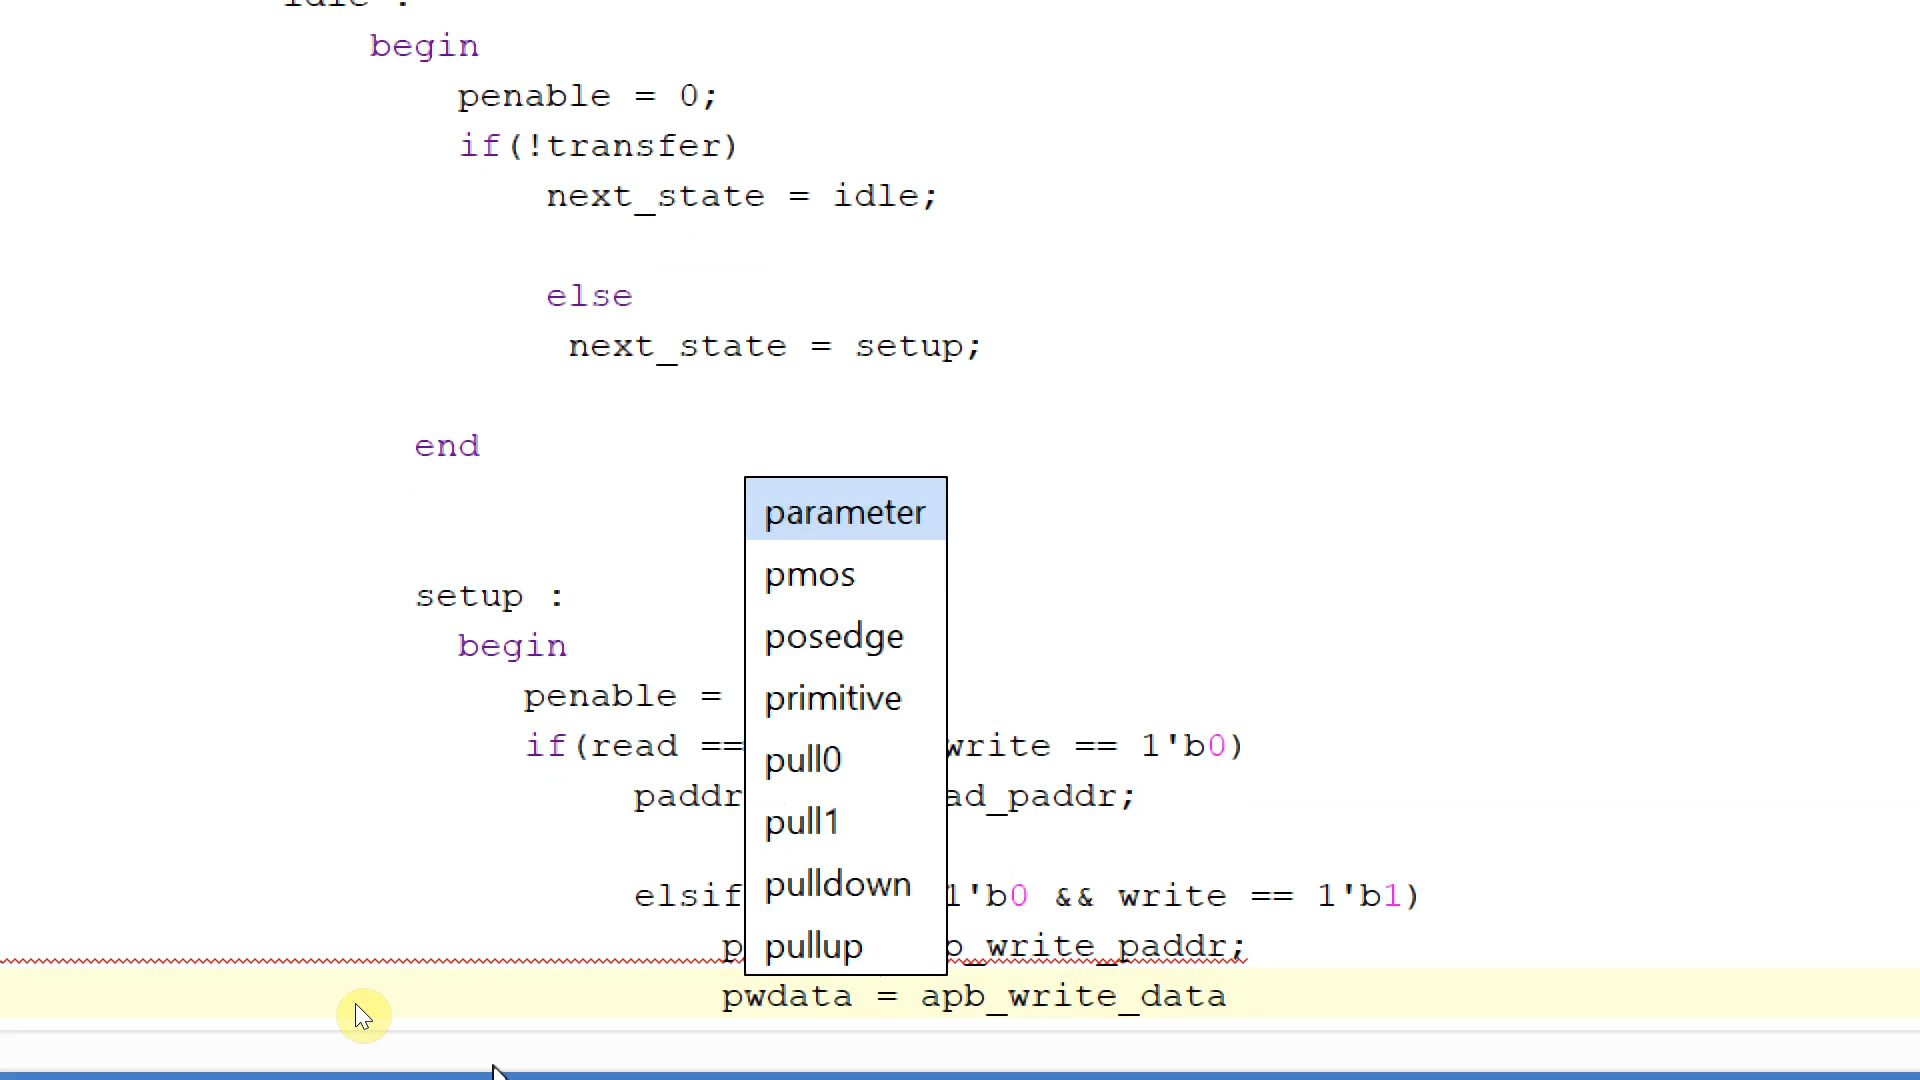 idle :
begin
penable = 0;
if(!transfer)
next_state = idle;
else
next_state = setup;
end
parameter
pmos
setup :
posedge
begin
primitive
penable =
if(read == write == 1'b0)
pull0
paddr ad_paddr;
pull1
pulldown
elsif 1'b0 && write == 1'b1)
pullup
p _write_paddr;
pwdata = apb_write_data